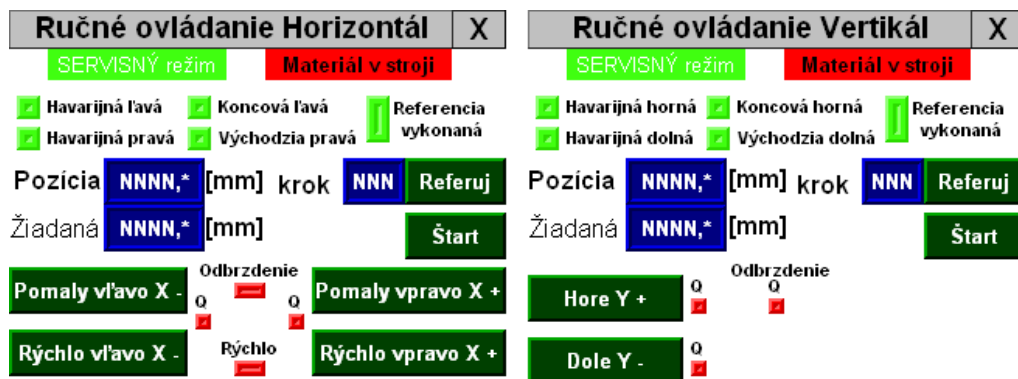 Ručné ovládanie Horizontál X
SERVISNÝ režim Materiál v stroji
Havarijná ľavá Koncová ľavá Referencia
vykonaná
Havarijná pravá Východzia pravá
Pozícia NNNN,* [mm] krok NNN Referuj
Žiadaná NNNN,* [mm] Štart
Odbrzdenie
Pomaly vľavo X - Q Q Pomaly vpravo X +
Rýchlo vľavo X - Rýchlo Rýchlo vpravo X +
Ručné ovládanie Vertikál X
SERVISNÝ režim Materiál v stroji
Havarijná horná Koncová horná Referencia
vykonaná
Havarijná dolná Východzia dolná
Pozícia NNNN,* [mm] krok NNN Referuj
Žiadaná NNNN,* [mm] Štart
Odbrzdenie
Hore Y + Q Q
Dole Y - Q